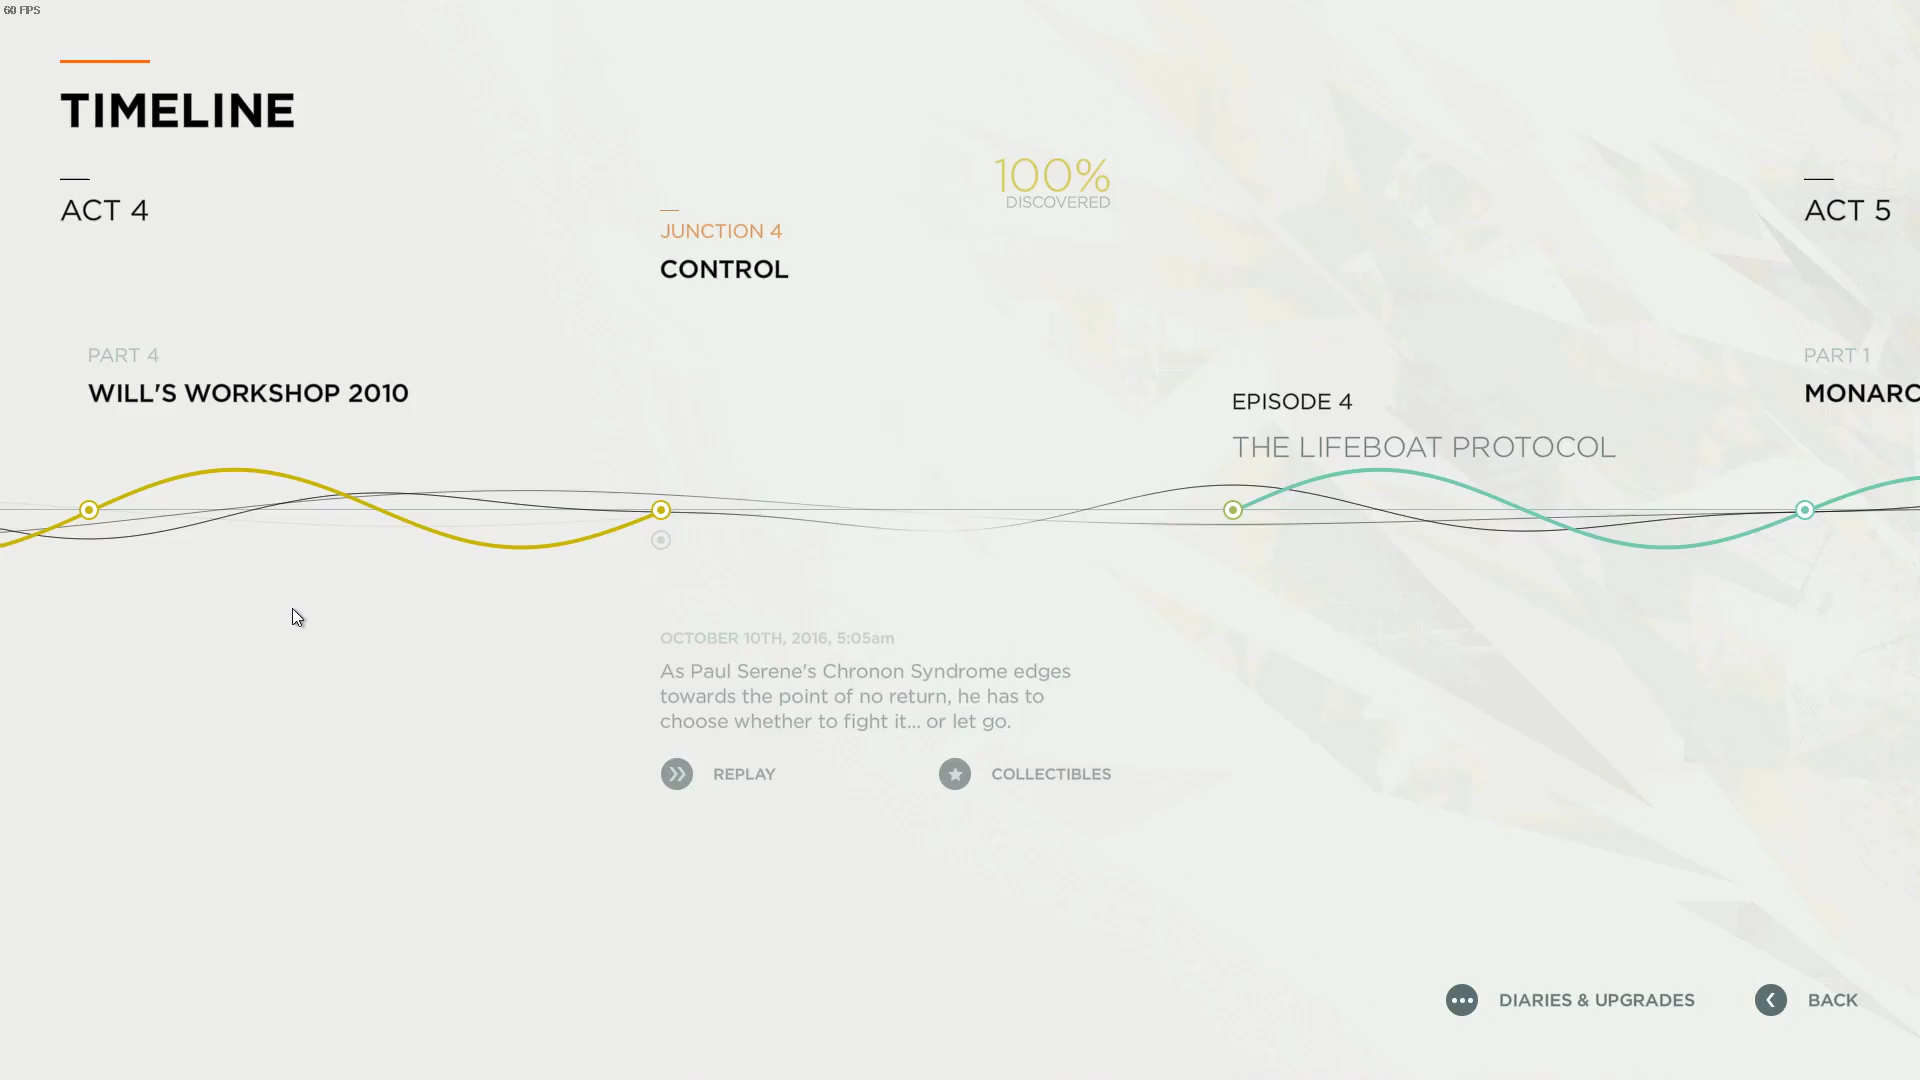 60 FPS
TIMELINE
ACT 4
100%
DISCOVERED
JUNCTION 4
CONTROL
ACT 5
PART 4
WILL'S WORKSHOP 2010
EPISODE 4
THE LIFEBOAT PROTOCOL
PART 1
MONARC
OCTOBER 10TH, 2016, 5:05am
As Paul Serene's Chronon Syndrome edges
towards the point of no return, he has to
choose whether to fight it... or let go.
REPLAY
COLLECTIBLES
DIARIES & UPGRADES
BACK